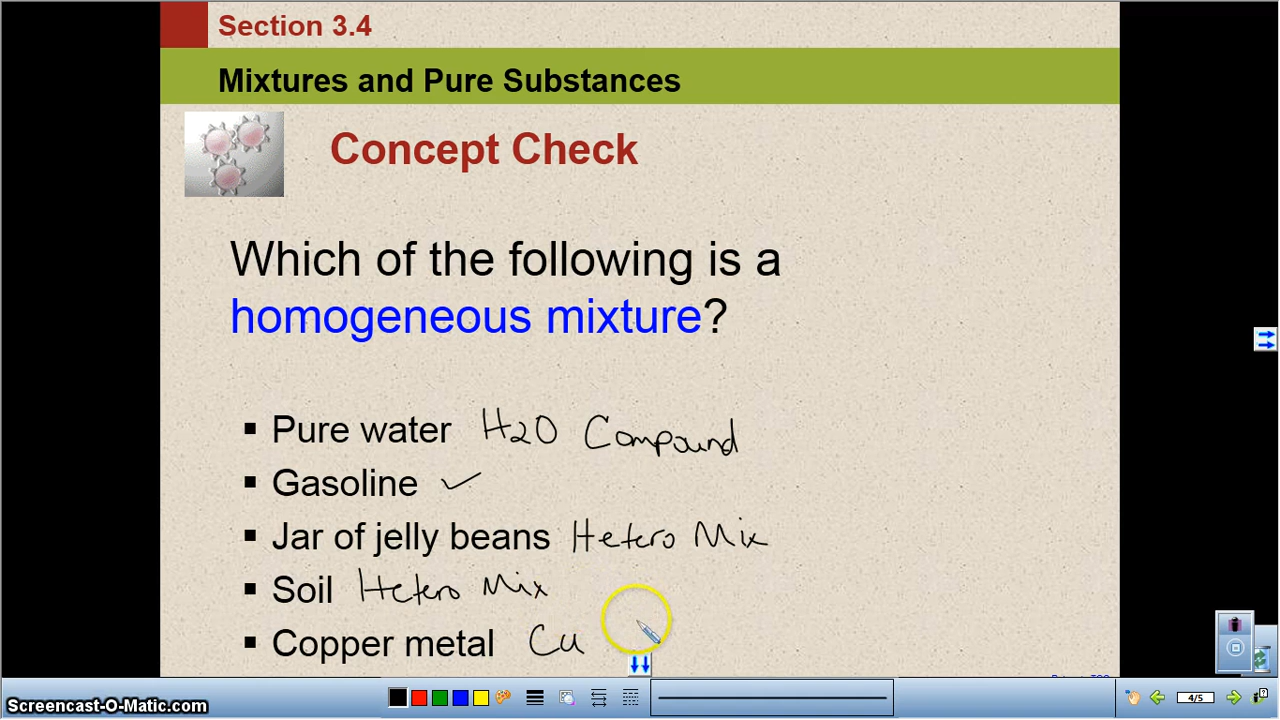 Section 3.4
Mixtures and Pure Substances
Concept Check
Which of the following is a
homogeneous mixture?
▪ Pure water H2O Compound
▪ Gasoline ✓
▪ Jar of jelly beans Hetero Mix
▪ Soil Hetero Mix
▪ Copper metal Cu
4/5
Screencast-O-Matic.com